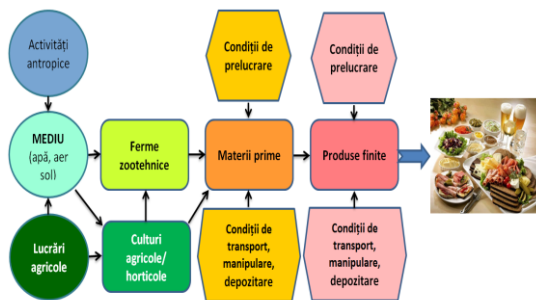 Activități
antropice
Condiții de
prelucrare
Condiții de
prelucrare
MEDIU
(apă, aer
sol)
Ferme
zootehnice
Materii prime
Produse finite
Lucrări
agricole
Culturi
agricole/
horticole
Condiții
de
transport,
manipulare,
depozitare
Condiții
de
transport,
manipulare,
depozitare